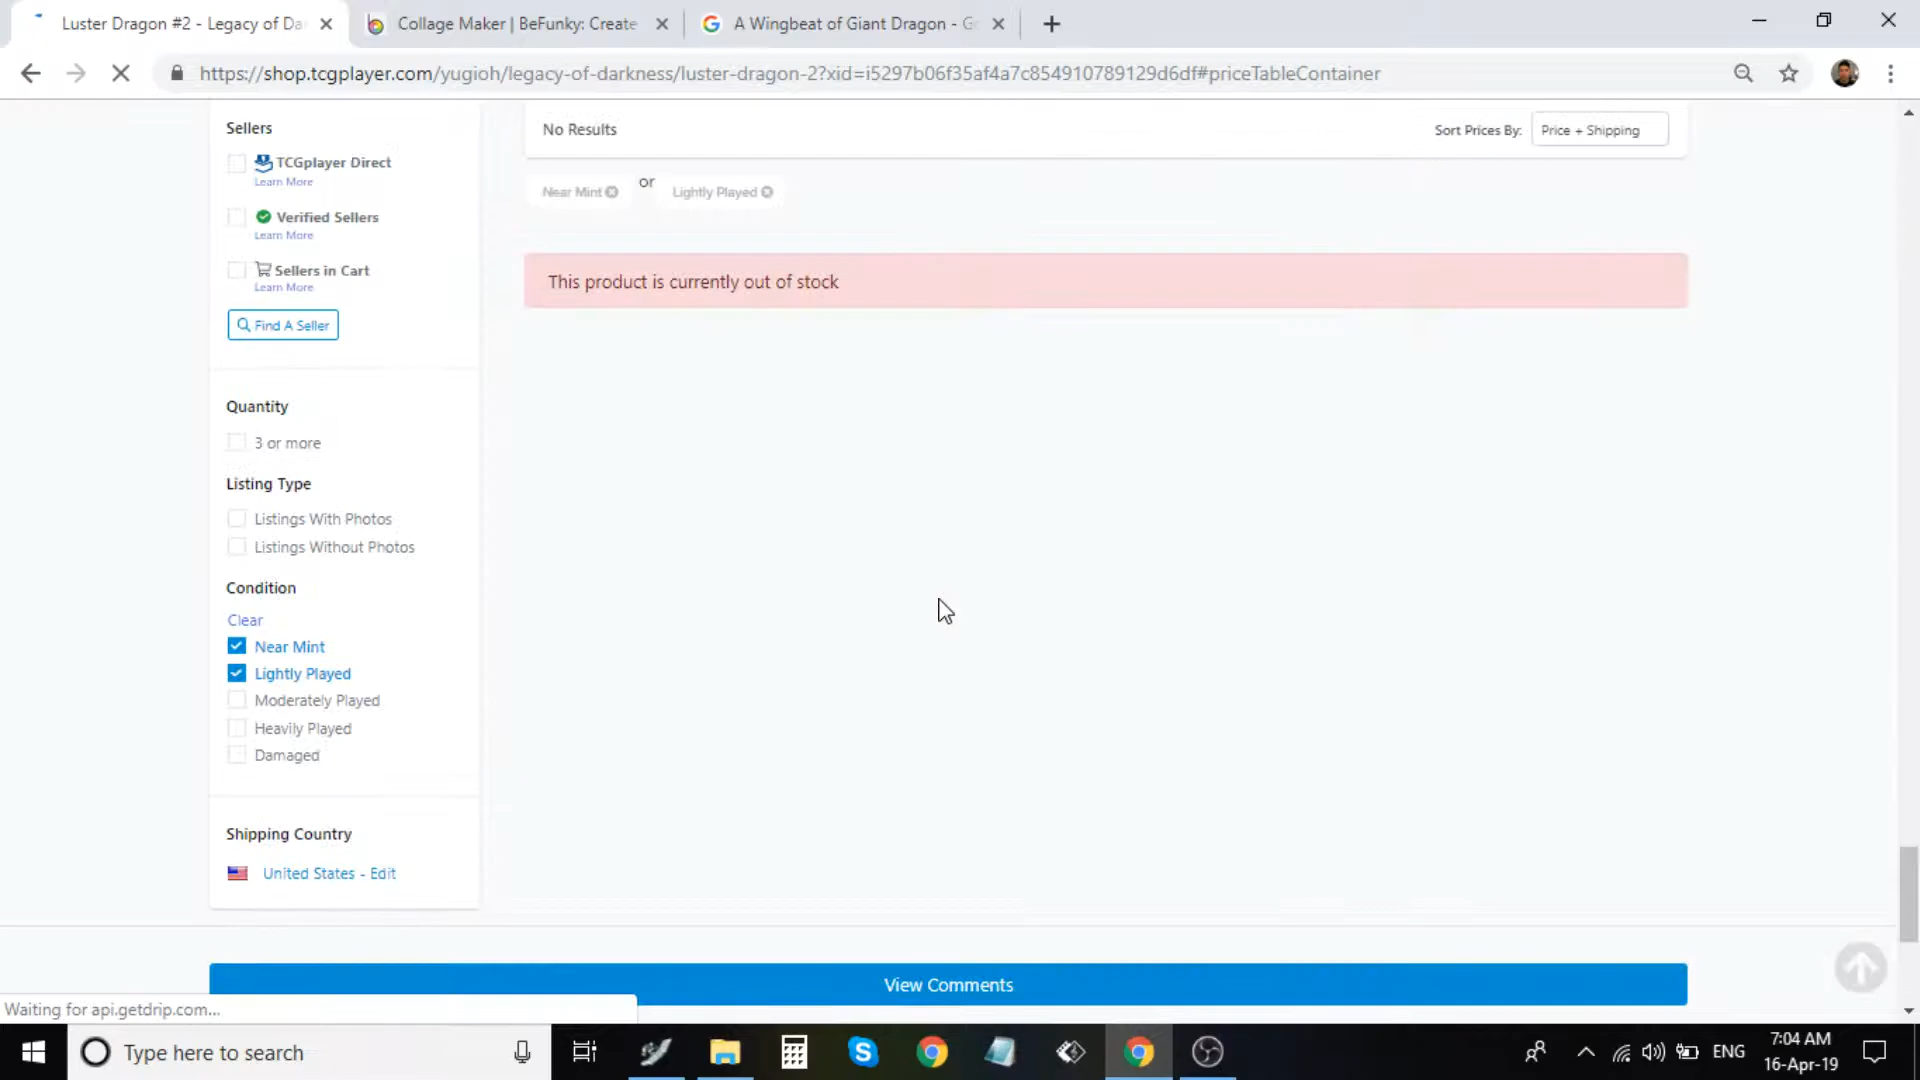 Luster Dragon #2 - Legacy of Da
Collage Maker | BeFunky: Create
A Wingbeat of Giant Dragon - G
https://shop.tcgplayer.com/yugioh/legacy-of-darkness/luster-dragon-2?xid=i5297b06f35af4a7c854910789129d6df#priceTableContainer
Sellers
TCGplayer Direct
Learn More
Verified Sellers
Learn More
Sellers in Cart
Learn More
Find A Seller
Quantity
3 or more
Listing Type
Listings With Photos
Listings Without Photos
Condition
Clear
Near Mint
Lightly Played
Moderately Played
Heavily Played
Damaged
Shipping Country
United States - Edit
No Results
Sort Prices By: Price + Shipping
Near Mint or Lightly Played
This product is currently out of stock
View Comments
Waiting for api.getdrip.com...
Type here to search
ENG
7:04 AM
16-Apr-19